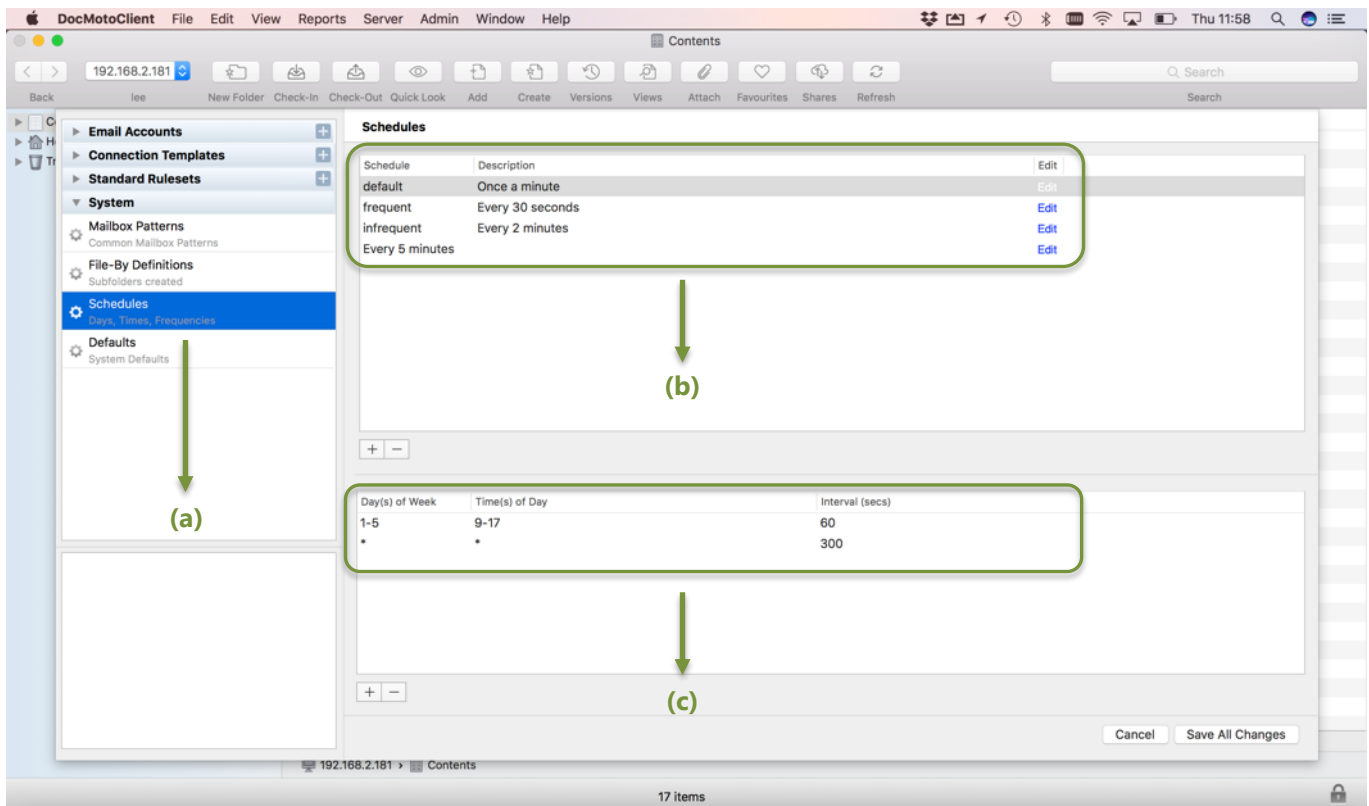 DocMotoClient File Edit View Reports Server Admin Window Help Thu 11:58
Contents
192.168.2.181 Search
Back lee New Folder Check-In Check-Out Quick Look Add Create Versions Views Attach Favourites Shares Refresh Search
C
H
Tr
Email Accounts
Connection Templates
Standard Rulesets
System
Mailbox Patterns
Common Mailbox Patterns
File-By Definitions
Subfolders created
Schedules
Days, Times, Frequencies
Defaults
System Defaults
(a)
Schedules
Schedule Description Edit
default Once a minute Edit
frequent Every 30 seconds Edit
infrequent Every 2 minutes Edit
Every 5 minutes Edit
(b)
+ −
Day(s) of Week Time(s) of Day Interval (secs)
1-5 9-17 60
* * 300
(c)
+ −
Cancel Save All Changes
192.168.2.181 › Contents
17 items